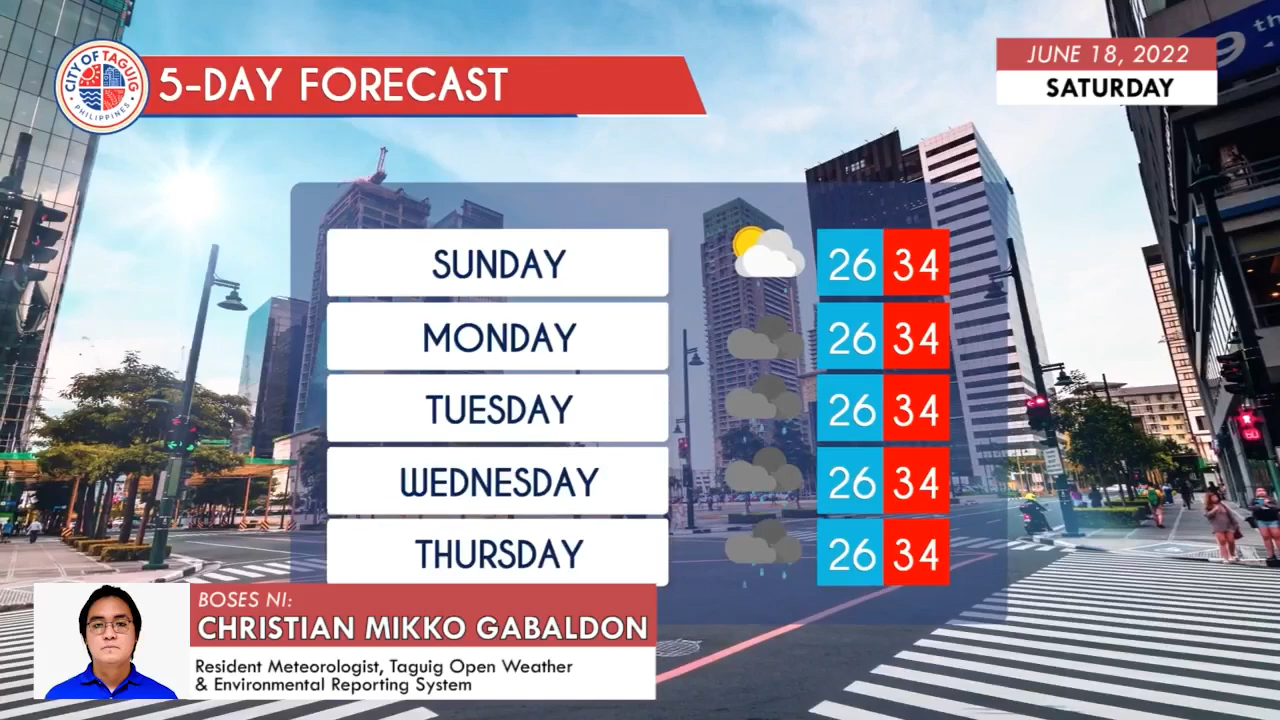 CITY OF TAGUIG
PHILIPPINES
5-DAY FORECAST
JUNE 18, 2022
SATURDAY
9th
SUNDAY 26 34
MONDAY 26 34
TUESDAY 26 34
WEDNESDAY 26 34
THURSDAY 26 34
BOSES NI:
CHRISTIAN MIKKO GABALDON
Resident Meteorologist, Taguig Open Weather
& Environmental Reporting System